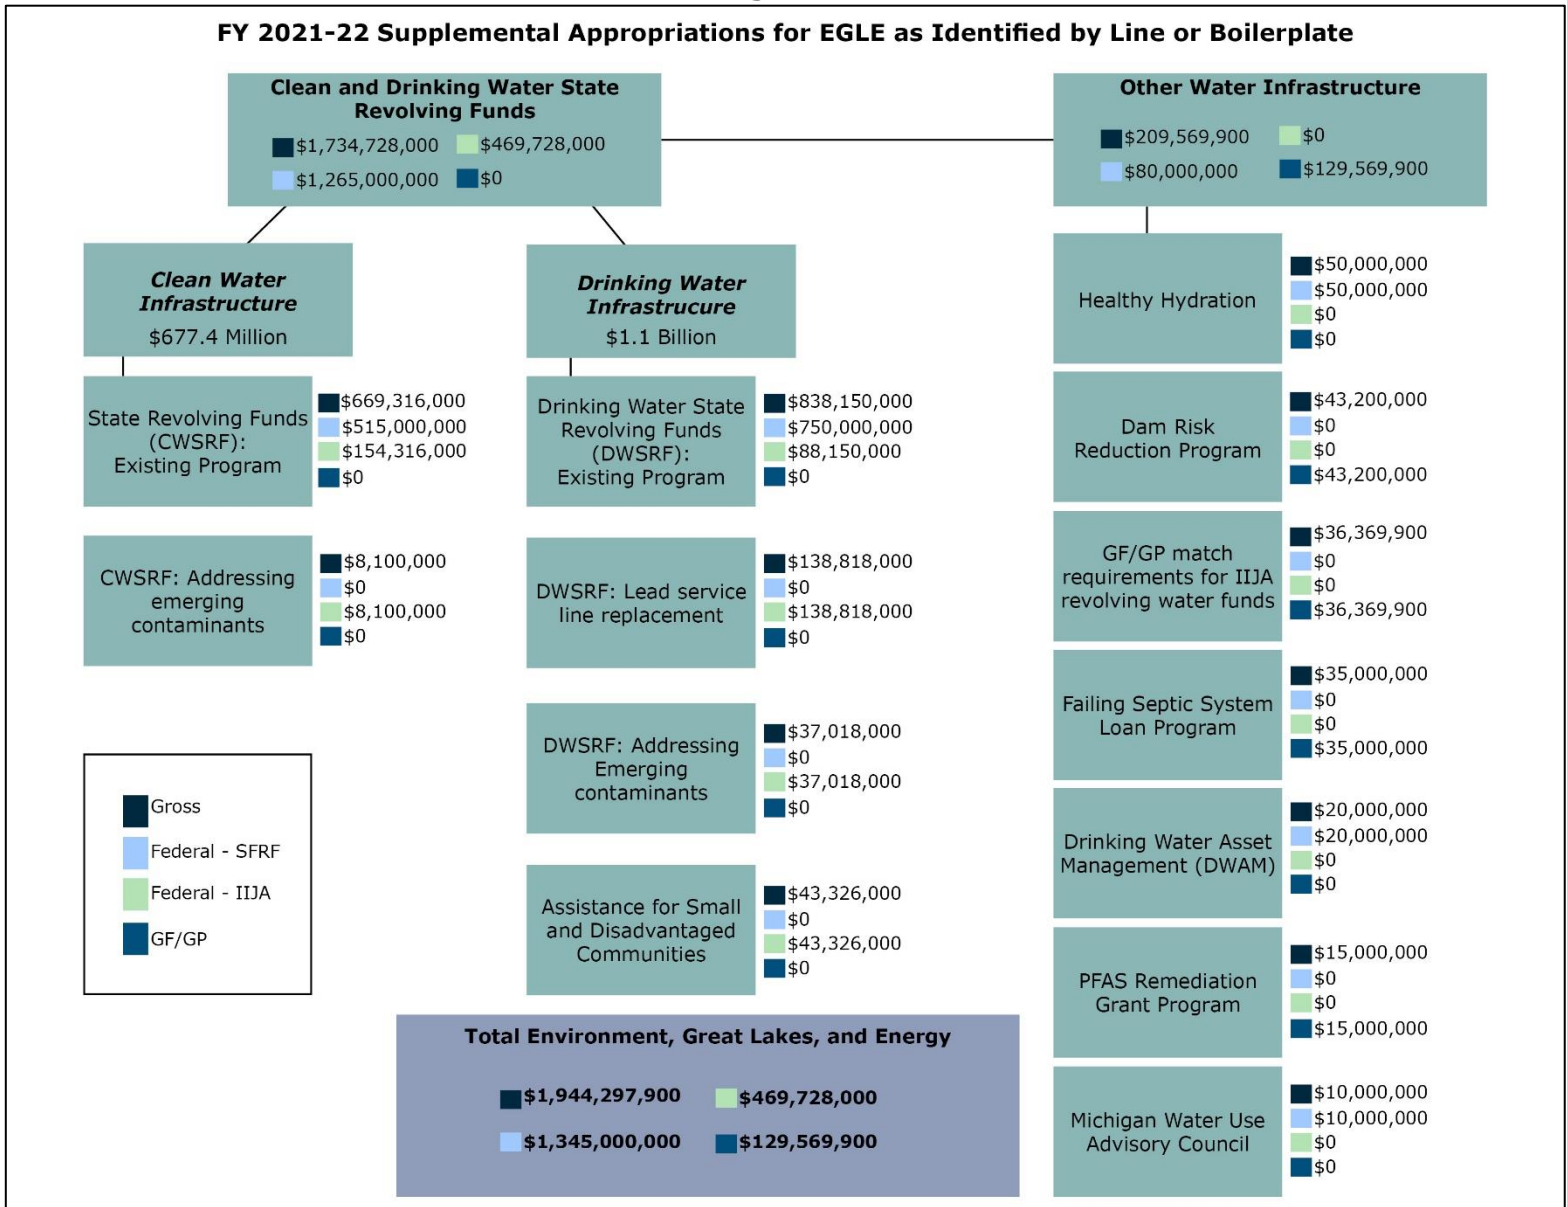 FY 2021-22 Supplemental Appropriations for EGLE as Identified by Line or Boilerplate
Clean and Drinking Water State
Revolving Funds
$1,734,728,000 $469,728,000
$1,265,000,000 $0
Other Water Infrastructure
$209,569,900 $0
$80,000,000 $129,569,900
Clean Water
Infrastructure
$677.4 Million
State Revolving Funds
(CWSRF):
Existing Program
$669,316,000
$515,000,000
$154,316,000
$0
CWSRF: Addressing
emerging
contaminants
$8,100,000
$0
$8,100,000
$0
Drinking Water
Infrastrucure
$1.1 Billion
Drinking Water State
Revolving Funds
(DWSRF):
Existing Program
$838,150,000
$750,000,000
$88,150,000
$0
DWSRF: Lead service
line replacement
$138,818,000
$0
$138,818,000
$0
DWSRF: Addressing
Emerging
contaminants
$37,018,000
$0
$37,018,000
$0
Assistance for Small
and Disadvantaged
Communities
$43,326,000
$0
$43,326,000
$0
Healthy Hydration
$50,000,000
$50,000,000
$0
$0
Dam Risk
Reduction Program
$43,200,000
$0
$0
$43,200,000
GF/GP match
requirements for IIJA
revolving water funds
$36,369,900
$0
$0
$36,369,900
Failing Septic System
Loan Program
$35,000,000
$0
$0
$35,000,000
Drinking Water Asset
Management (DWAM)
$20,000,000
$20,000,000
$0
$0
PFAS Remediation
Grant Program
$15,000,000
$0
$0
$15,000,000
Michigan Water Use
Advisory Council
$10,000,000
$10,000,000
$0
$0
Gross
Federal - SFRF
Federal - IIJA
GF/GP
Total Environment, Great Lakes, and Energy
$1,944,297,900 $469,728,000
$1,345,000,000 $129,569,900